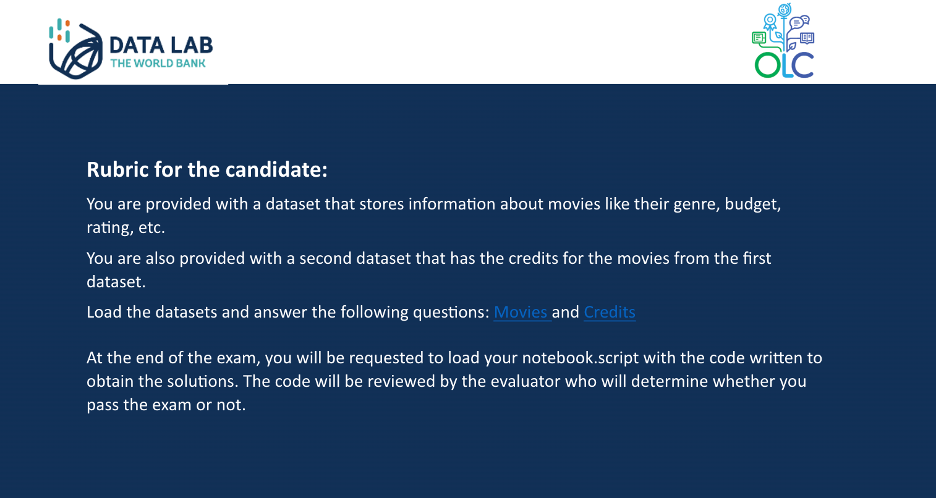 DATA LAB
THE WORLD BANK
OLC
Rubric for the candidate:
You are provided with a dataset that stores information about movies like their genre, budget,
rating, etc.
You are also provided with a second dataset that has the credits for the movies from the first
dataset.
Load the datasets and answer the following questions: Movies and Credits
At the end of the exam, you will be requested to load your notebook.script with the code written to
obtain the solutions. The code will be reviewed by the evaluator who will determine whether you
pass the exam or not.